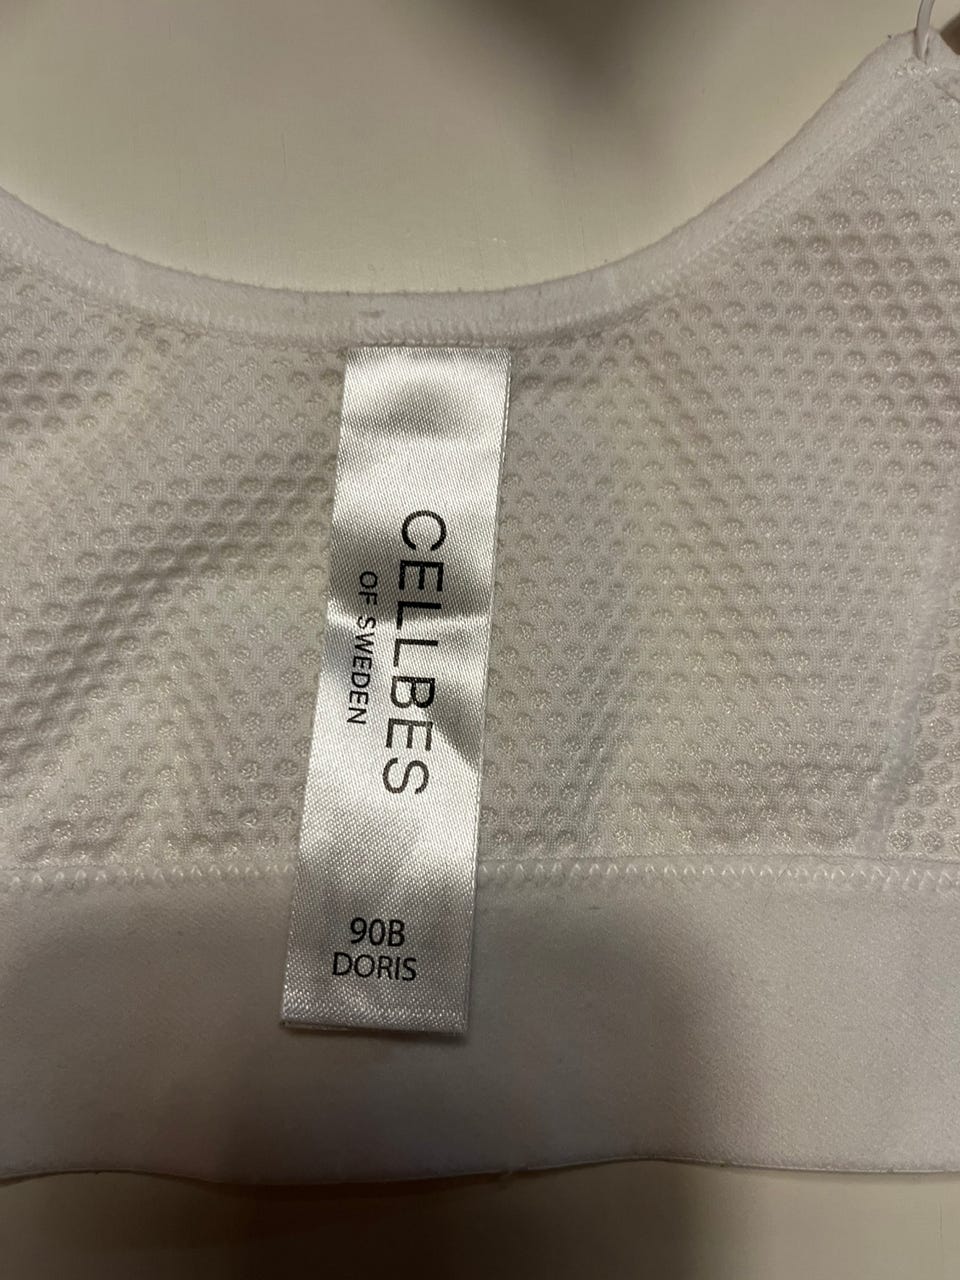 CELLBES
OF SWEDEN
90B
DORIS